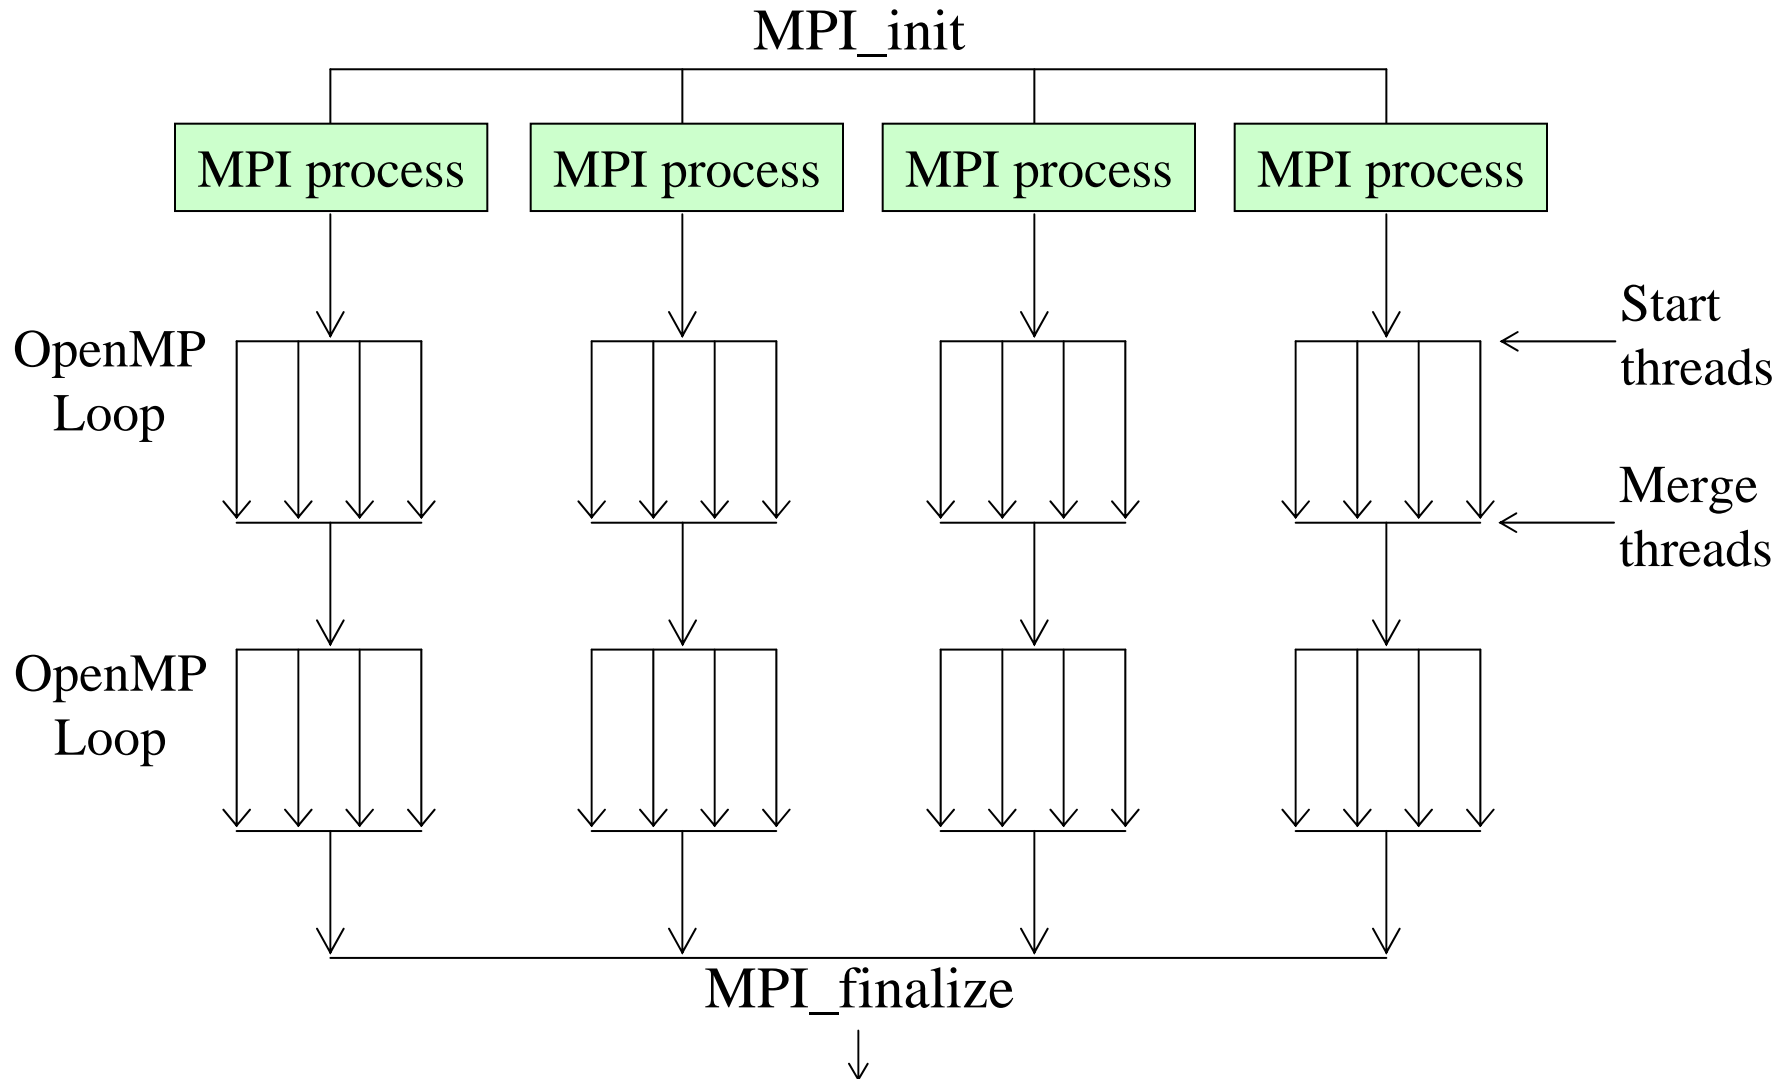 MPI_init
MPI process
MPI process
MPI process
MPI process
OpenMP
Loop
Start
threads
Merge
threads
OpenMP
Loop
MPI_finalize